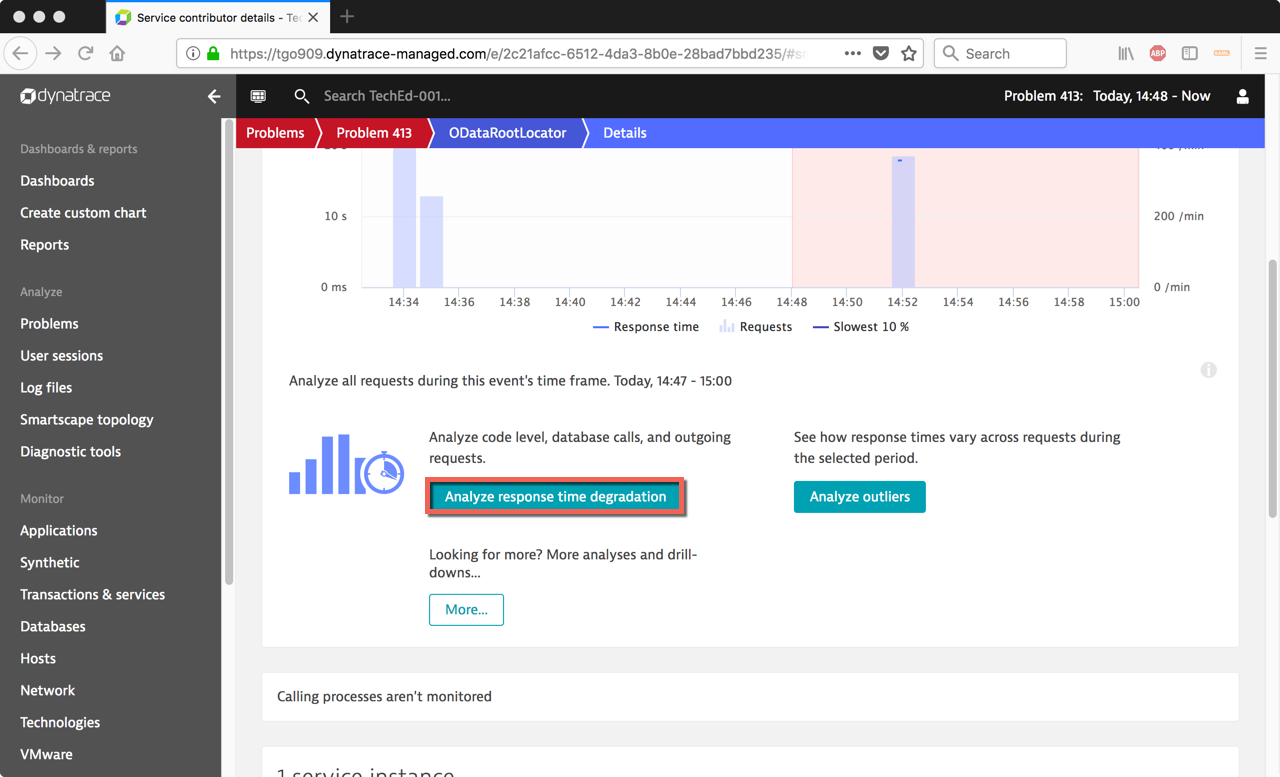 Service contributor details - Tec
https://tgo909.dynatrace-managed.com/e/2c21afcc-6512-4da3-8b0e-28bad7bbd235/#sr
Search
ABP
dynatrace
Search TechEd-001...
Problem 413: Today, 14:48 - Now
Problems
Problem 413
ODataRootLocator
Details
Dashboards & reports
Dashboards
Create custom chart
Reports
Analyze
Problems
User sessions
Log files
Smartscape topology
Diagnostic tools
Monitor
Applications
Synthetic
Transactions & services
Databases
Hosts
Network
Technologies
VMware
10 s
200 /min
0 ms
0 /min
14:34 14:36 14:38 14:40 14:42 14:44 14:46 14:48 14:50 14:52 14:54 14:56 14:58 15:00
Response time Requests Slowest 10 %
Analyze all requests during this event's time frame. Today, 14:47 - 15:00
Analyze code level, database calls, and outgoing
requests.
Analyze response time degradation
See how response times vary across requests during
the selected period.
Analyze outliers
Looking for more? More analyses and drill-
downs...
More...
Calling processes aren't monitored
1 service instance